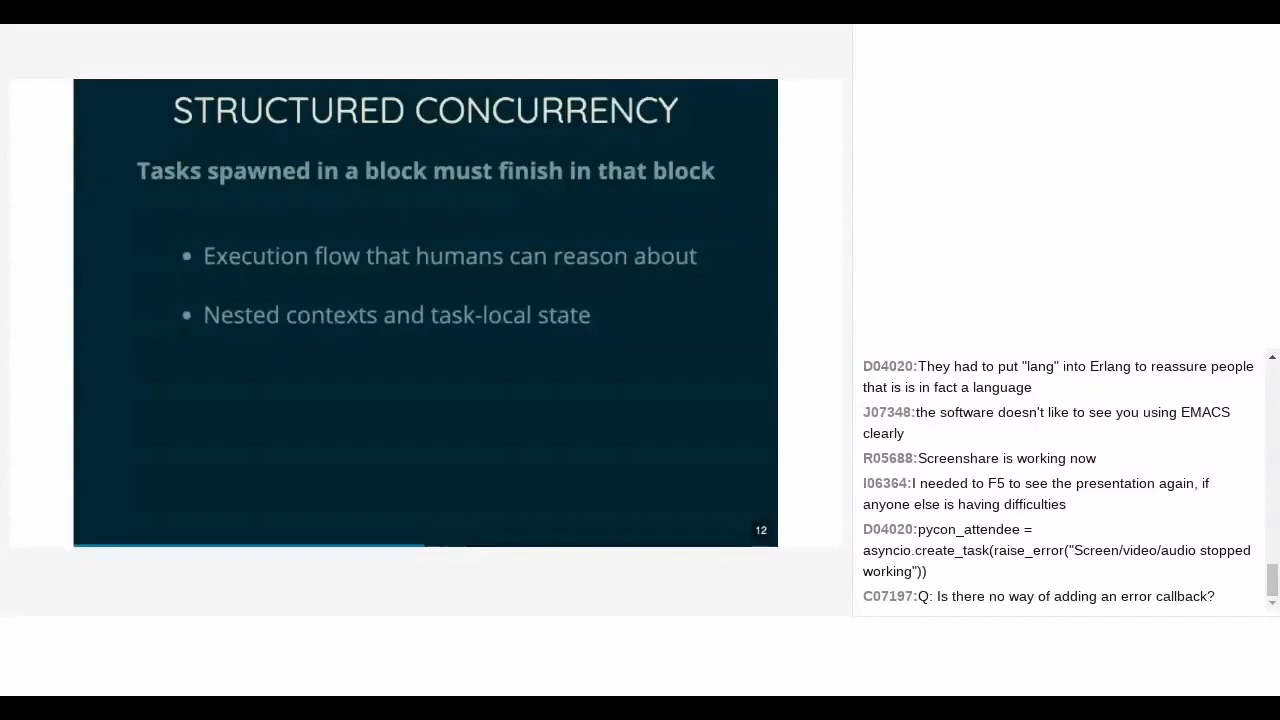 STRUCTURED CONCURRENCY
Tasks spawned in a block must finish in that block
• Execution flow that humans can reason about
• Nested contexts and task-local state
12
D04020:They had to put "lang" into Erlang to reassure people
that is is in fact a language
J07348:the software doesn't like to see you using EMACS
clearly
R05688:Screenshare is working now
I06364:I needed to F5 to see the presentation again, if
anyone else is having difficulties
D04020:pycon_attendee =
asyncio.create_task(raise_error("Screen/video/audio stopped
working"))
C07197:Q: Is there no way of adding an error callback?